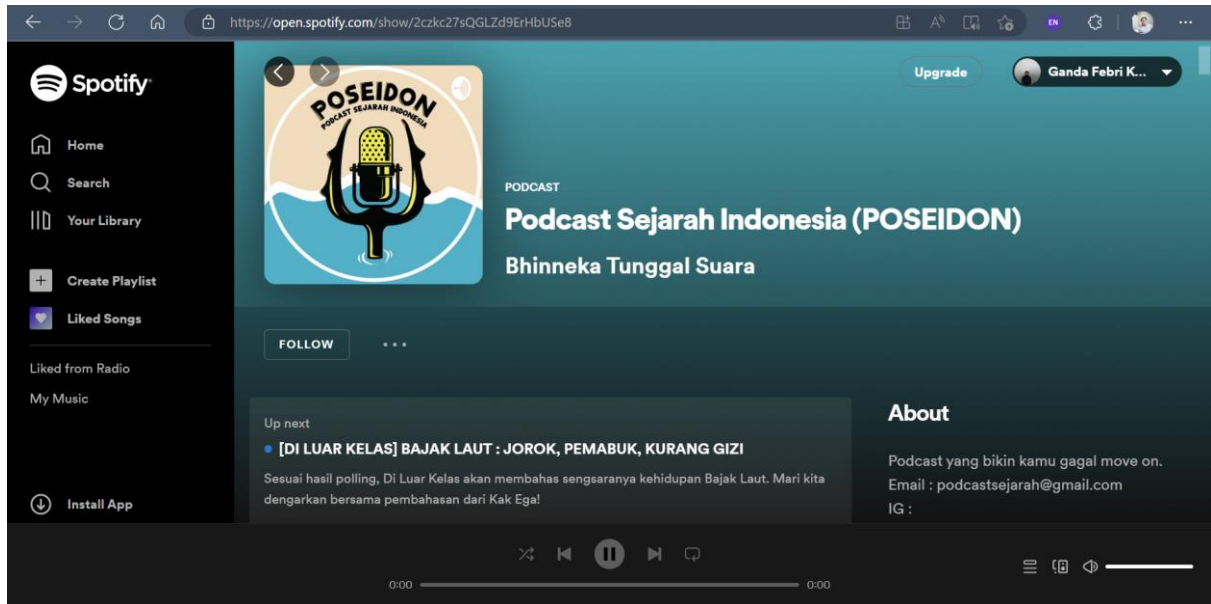 https://open.spotify.com/show/2czkc27sQGLZd9ErHbUSe8
EN
Spotify
Home
Search
Your Library
Create Playlist
Liked Songs
Liked from Radio
My Music
Install App
POSEIDON
PODCAST SEJARAH INDONESIA
Upgrade
Ganda Febri K...
PODCAST
Podcast Sejarah Indonesia (POSEIDON)
Bhinneka Tunggal Suara
FOLLOW
Up next
[DI LUAR KELAS] BAJAK LAUT : JOROK, PEMABUK, KURANG GIZI
Sesuai hasil polling, Di Luar Kelas akan membahas sengsaranya kehidupan Bajak Laut. Mari kita
dengarkan bersama pembahasan dari Kak Ega!
About
Podcast yang bikin kamu gagal move on.
Email : podcastsejarah@gmail.com
IG :
0:00
0:00